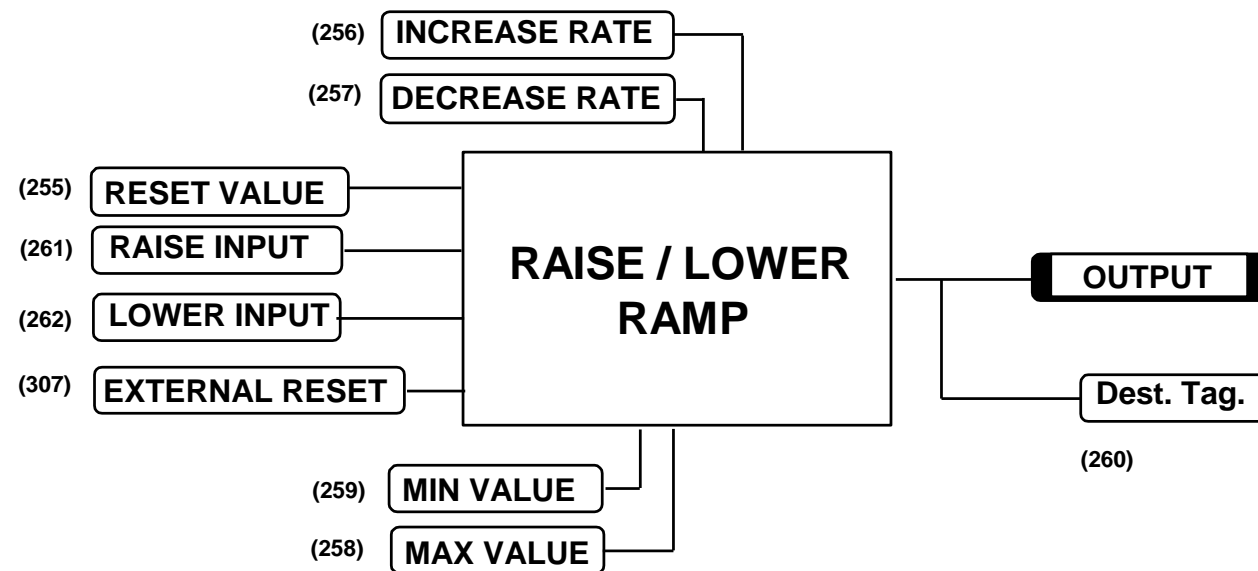 (256) INCREASE RATE
(257) DECREASE RATE
(255) RESET VALUE
(261) RAISE INPUT
(262) LOWER INPUT
(307) EXTERNAL RESET
RAISE / LOWER
RAMP
OUTPUT
Dest. Tag.
(260)
(259) MIN VALUE
(258) MAX VALUE